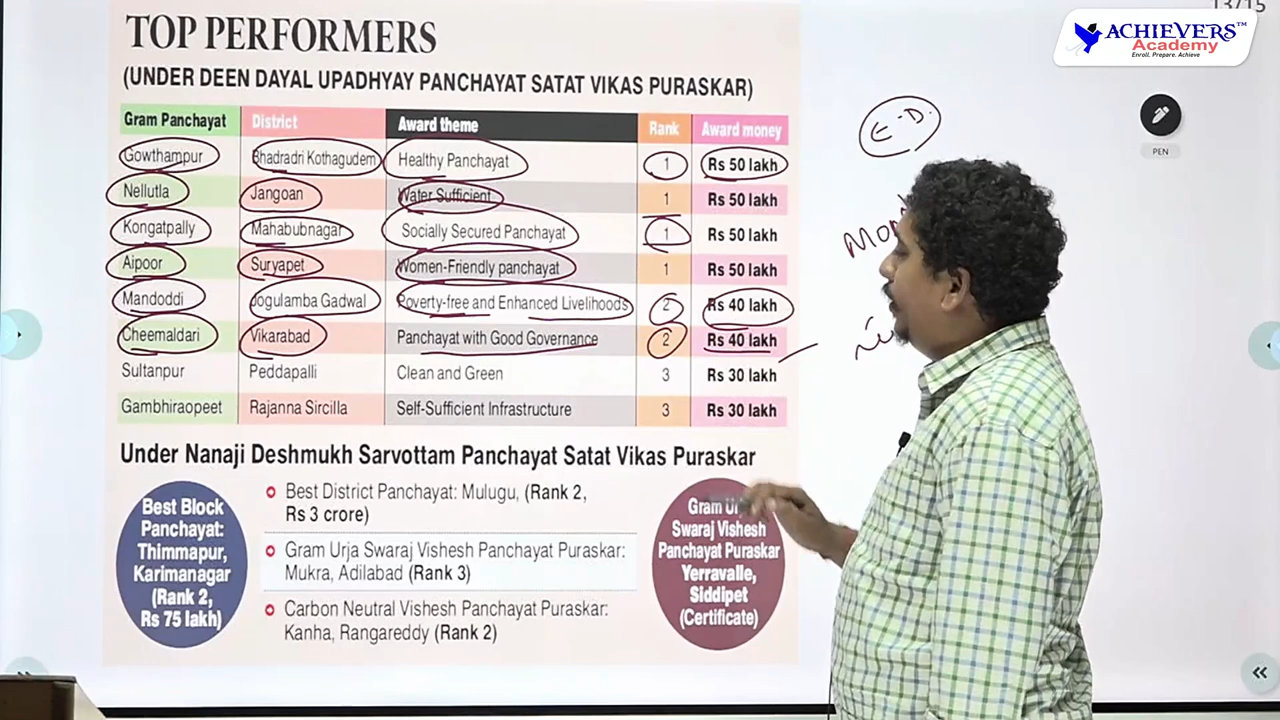 13/15
ACHIEVERS™
Academy
Enroll. Prepare. Achieve
PEN
TOP PERFORMERS
(UNDER DEEN DAYAL UPADHYAY PANCHAYAT SATAT VIKAS PURASKAR)
Gram Panchayat District Award theme Rank Award money
Gowthampur Bhadradri Kothagudem Healthy Panchayat 1 Rs 50 lakh
Nellutla Jangoan Water Sufficient 1 Rs 50 lakh
Kongatpally Mahabubnagar Socially Secured Panchayat 1 Rs 50 lakh
Aipoor Suryapet Women-Friendly panchayat 1 Rs 50 lakh
Mandoddi Jogulamba Gadwal Poverty-free and Enhanced Livelihoods 2 Rs 40 lakh
Cheemaldari Vikarabad Panchayat with Good Governance 2 Rs 40 lakh
Sultanpur Peddapalli Clean and Green 3 Rs 30 lakh
Gambhiraopeet Rajanna Sircilla Self-Sufficient Infrastructure 3 Rs 30 lakh
E-D.
Under Nanaji Deshmukh Sarvottam Panchayat Satat Vikas Puraskar
Best Block
Panchayat:
Thimmapur,
Karimanagar
(Rank 2,
Rs 75 lakh)
Best District Panchayat: Mulugu, (Rank 2,
Rs 3 crore)
Gram Urja Swaraj Vishesh Panchayat Puraskar:
Mukra, Adilabad (Rank 3)
Carbon Neutral Vishesh Panchayat Puraskar:
Kanha, Rangareddy (Rank 2)
Gram
Swaraj Vishesh
Panchayat Puraskar
Yerravalle,
Siddipet
(Certificate)